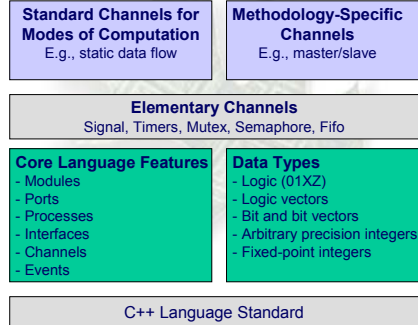 Standard Channels for
Modes of Computation
E.g., static data flow
Methodology-Specific
Channels
E.g., master/slave
Elementary Channels
Signal, Timers, Mutex, Semaphore, Fifo
Core Language Features
- Modules
- Ports
- Processes
- Interfaces
- Channels
- Events
Data Types
- Logic (01XZ)
- Logic vectors
- Bit and bit vectors
- Arbitrary precision integers
- Fixed-point integers
C++ Language Standard